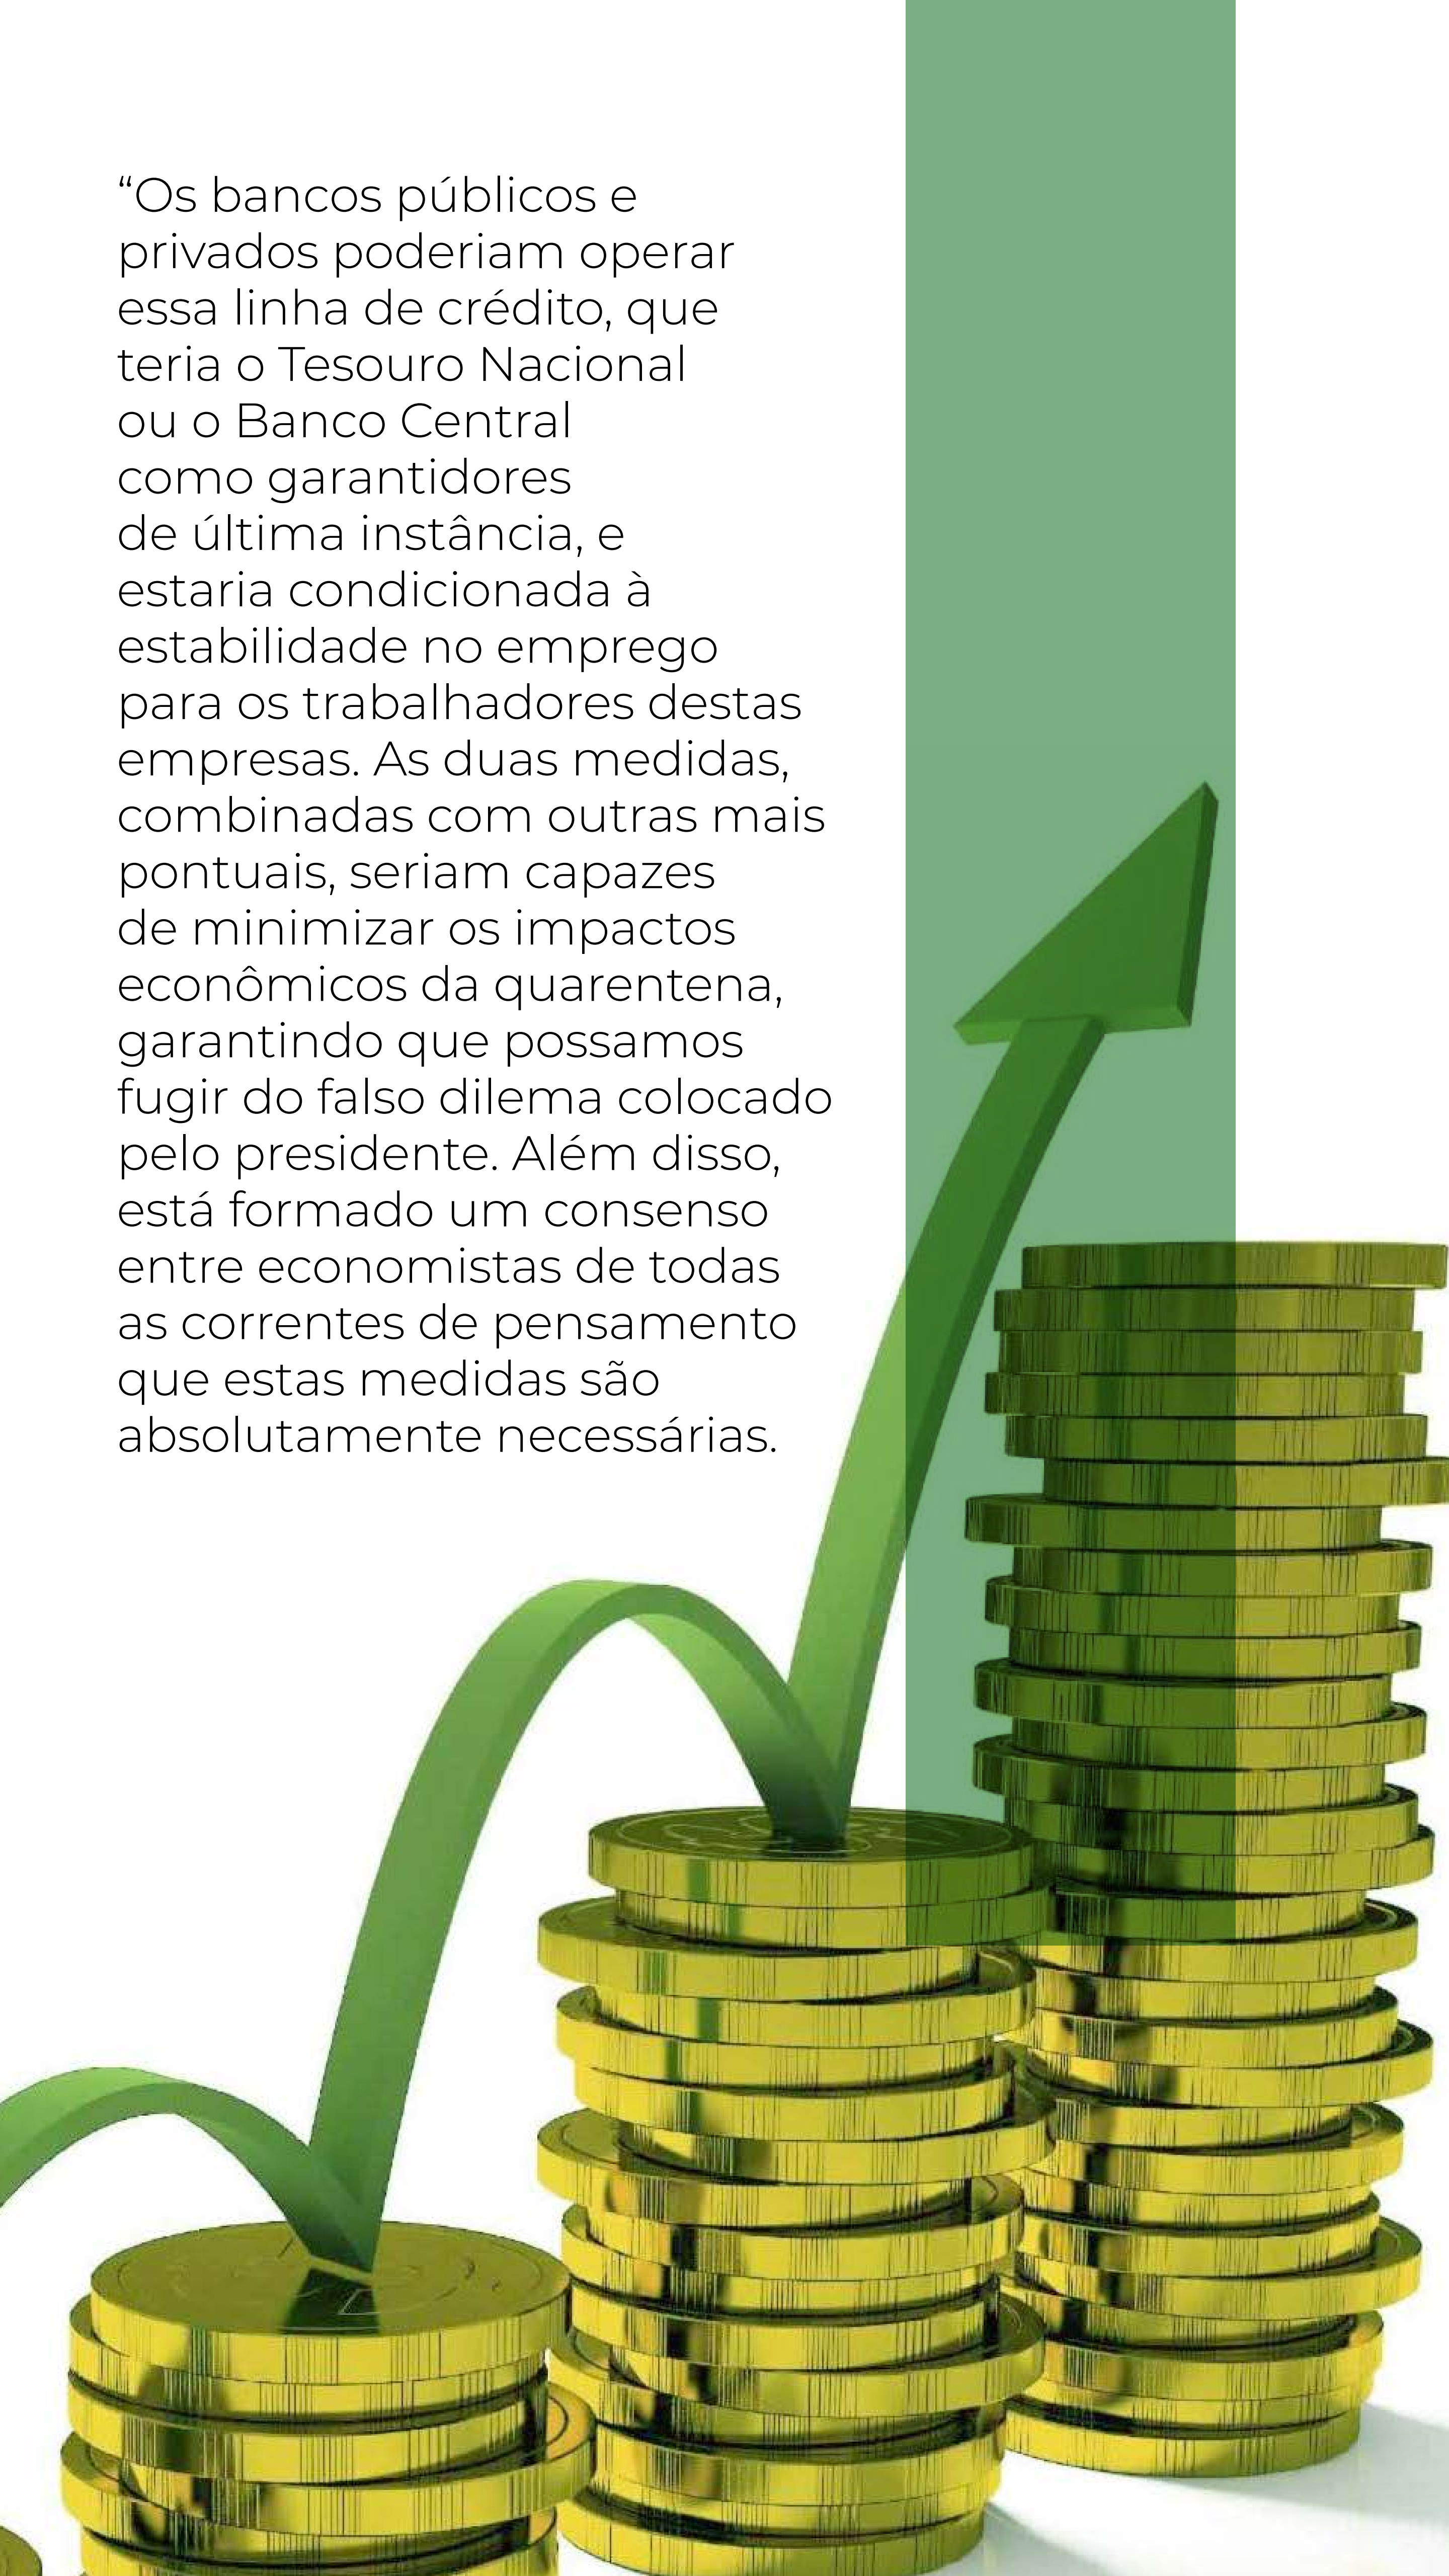 “Os bancos públicos e
privados poderiam operar
essa linha de crédito, que
teria o Tesouro Nacional
ou o Banco Central
como garantidores
de última instância, e
estaria condicionada à
estabilidade no emprego
para os trabalhadores destas
empresas. As duas medidas,
combinadas com outras mais
pontuais, seriam capazes
de minimizar os impactos
econômicos da quarentena,
garantindo que possamos
fugir do falso dilema colocado
pelo presidente. Além disso,
está formado um consenso
entre economistas de todas
as correntes de pensamento
que estas medidas são
absolutamente necessárias.